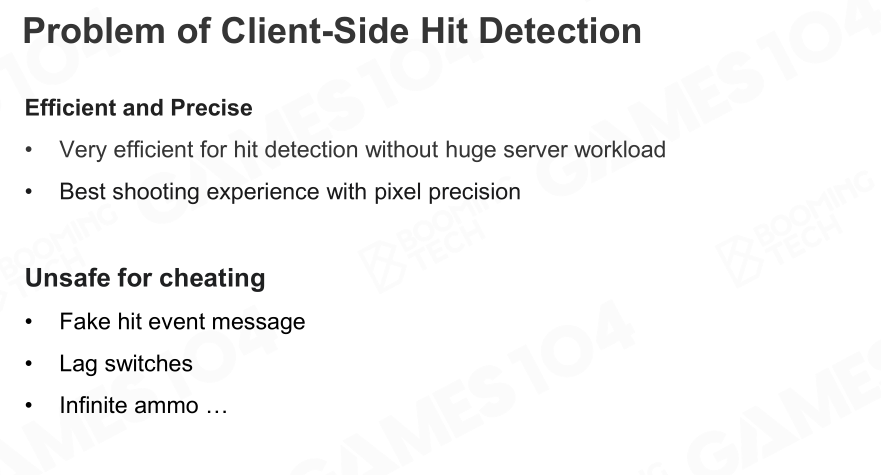 Problem of Client-Side Hit Detection
Efficient and Precise
• Very efficient for hit detection without huge server workload
• Best shooting experience with pixel precision
Unsafe for cheating
• Fake hit event message
• Lag switches
• Infinite ammo …
GAMES104
BOOMING TECH